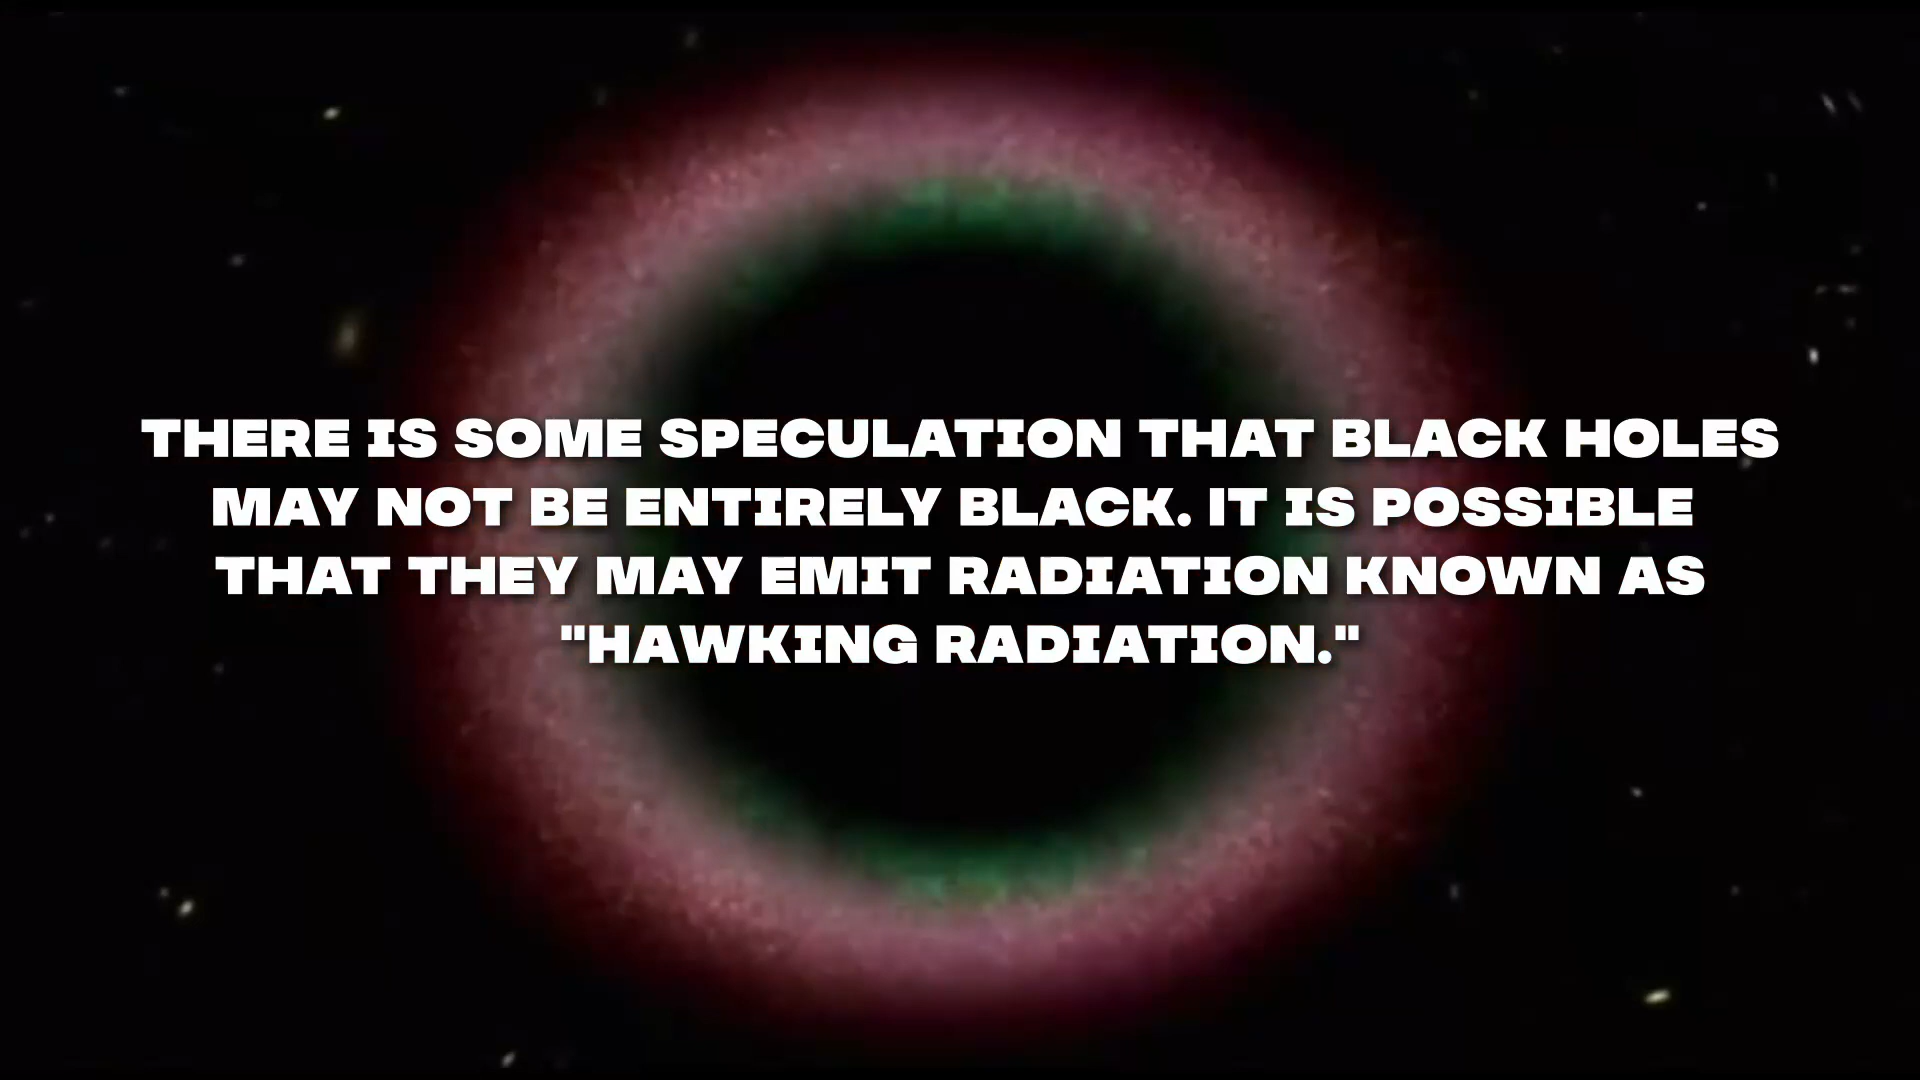 THERE IS SOME SPECULATION THAT BLACK HOLES
MAY NOT BE ENTIRELY BLACK. IT IS POSSIBLE
THAT THEY MAY EMIT RADIATION KNOWN AS
"HAWKING RADIATION."